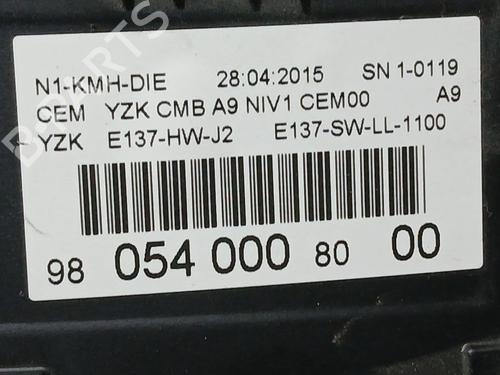 N1-KMH-DIE 28:04:2015 SN 1-0119
CEM YZK CMB A9 NIV1 CEM00 A9
YZK E137-HW-J2 E137-SW-LL-1100
98 054 000 80 00
B-PARTS